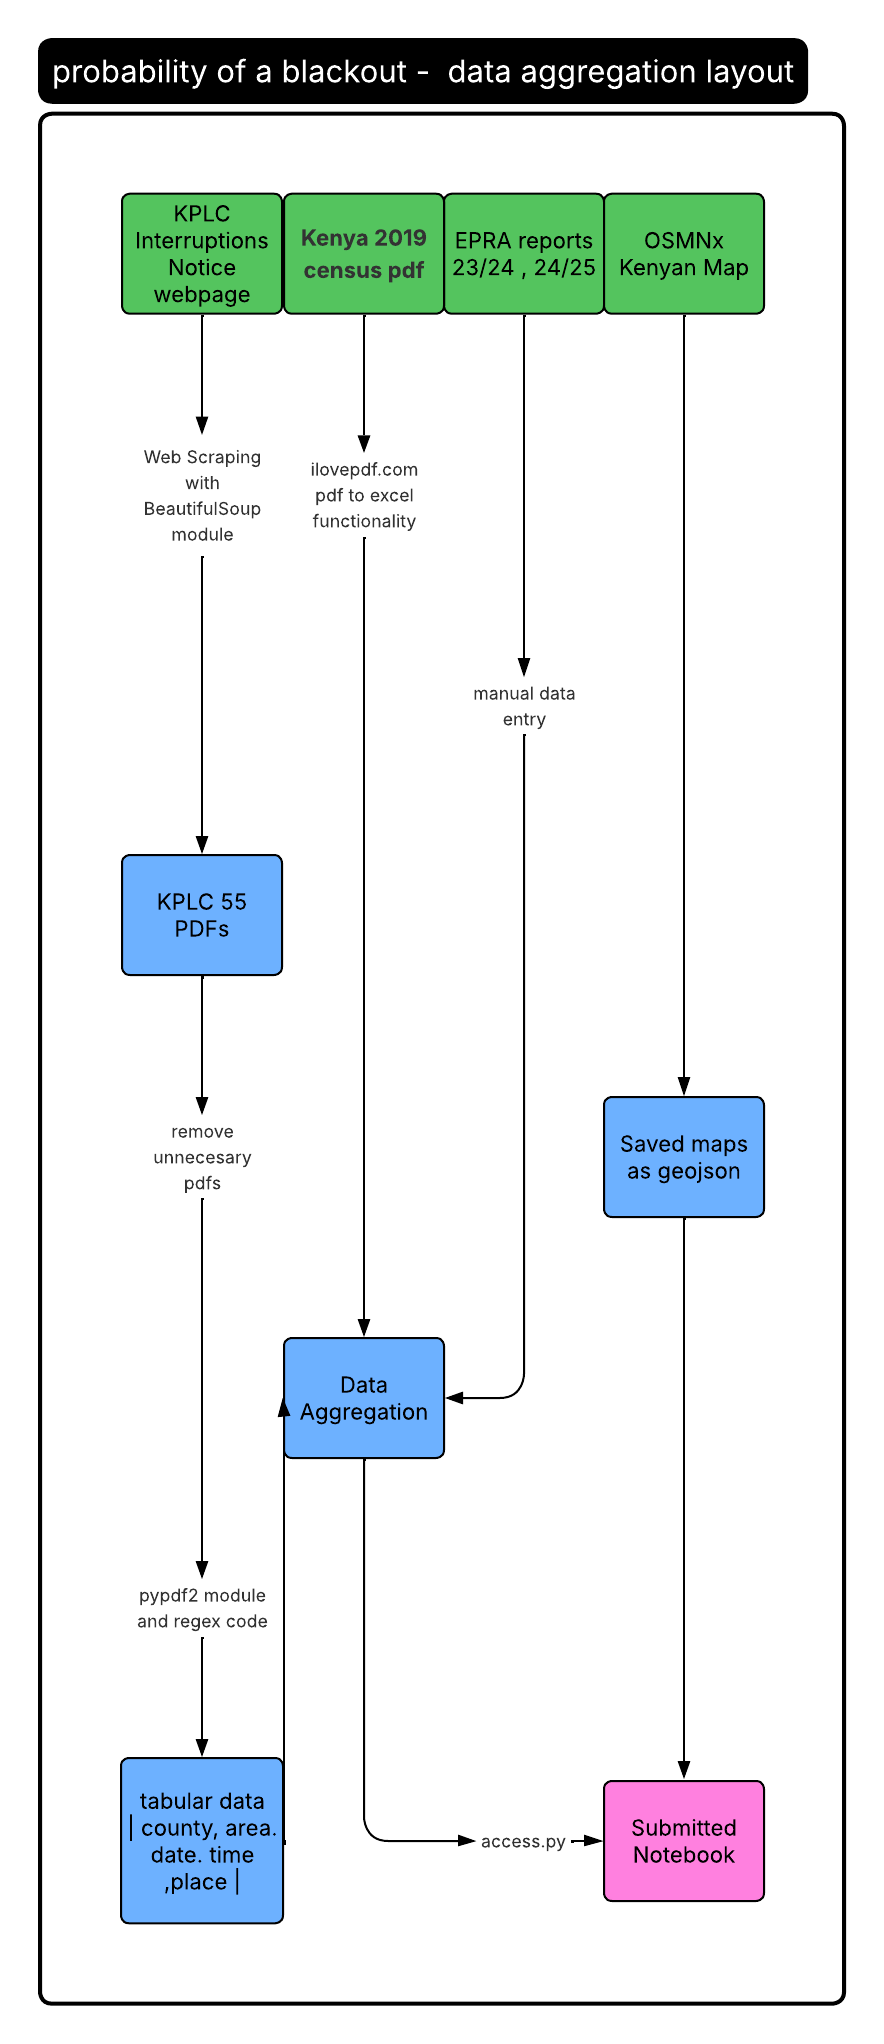 probability of a blackout -  data aggregation layout
KPLC
Interruptions
Notice
webpage
Kenya 2019
census pdf
EPRA reports
23/24 , 24/25
OSMNx
Kenyan Map
Web Scraping
with
BeautifulSoup
module
ilovepdf.com
pdf to excel
functionality
manual data
entry
KPLC 55
PDFs
remove
unnecesary
pdfs
Saved maps
as geojson
Data
Aggregation
pypdf2 module
and regex code
tabular data
| county, area.
date. time
,place |
access.py
Submitted
Notebook